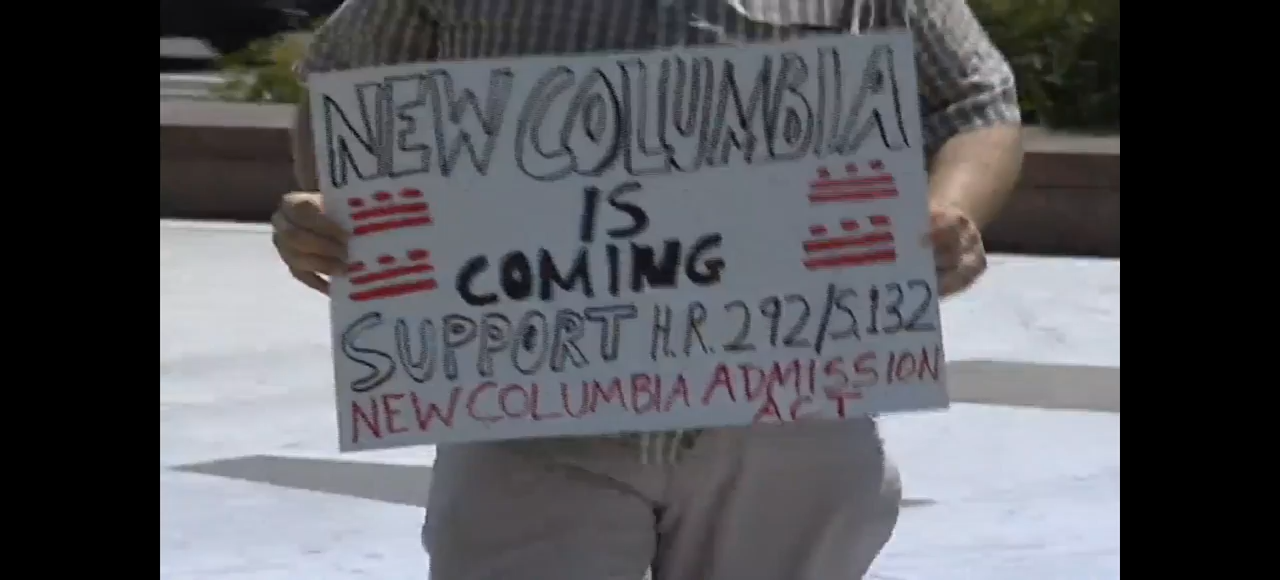 NEW COLUMBIA
IS
COMING
SUPPORT H.R. 292/S.132
NEW COLUMBIA ADMISSION
ACT